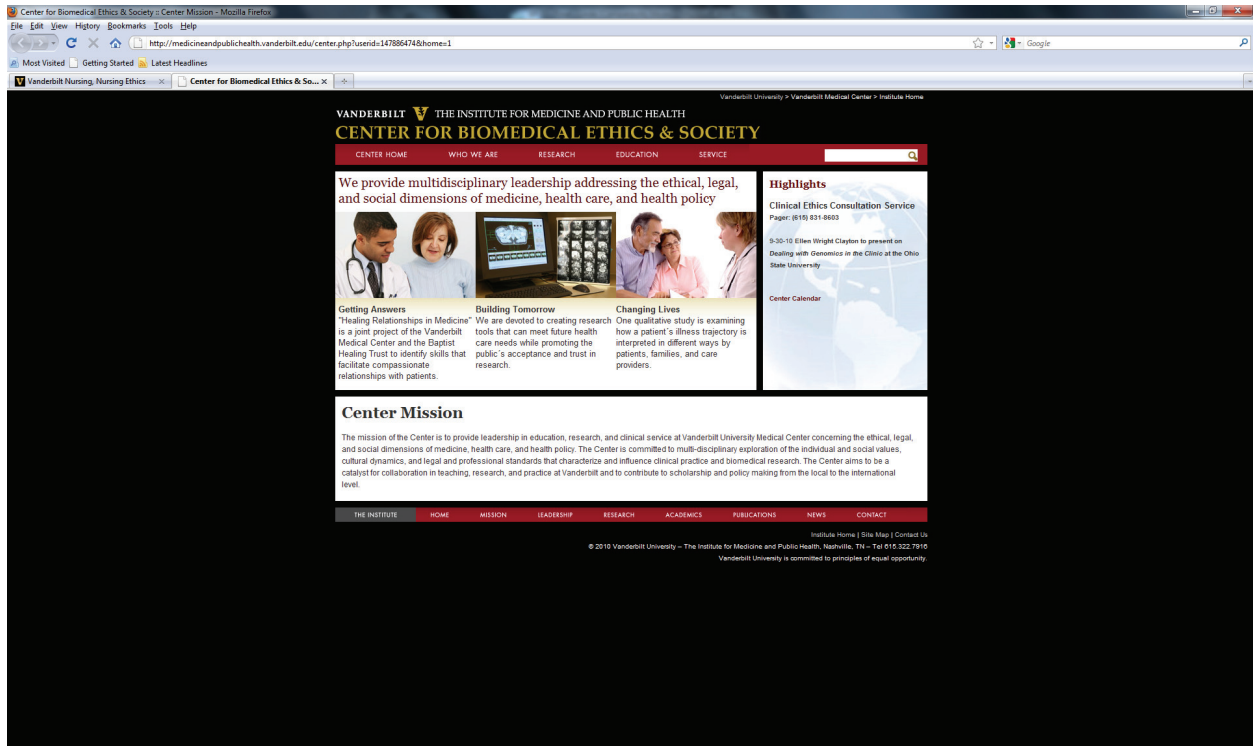 Center for Biomedical Ethics & Society :: Center Mission - Mozilla Firefox
File Edit View History Bookmarks Tools Help
http://medicineandpublichealth.vanderbilt.edu/center.php?userid=147886474&home=1
Google
Most Visited Getting Started Latest Headlines
Vanderbilt Nursing, Nursing Ethics
Center for Biomedical Ethics & So...
Vanderbilt University > Vanderbilt Medical Center > Institute Home
VANDERBILT V THE INSTITUTE FOR MEDICINE AND PUBLIC HEALTH
CENTER FOR BIOMEDICAL ETHICS & SOCIETY
CENTER HOME WHO WE ARE RESEARCH EDUCATION SERVICE
We provide multidisciplinary leadership addressing the ethical, legal,
and social dimensions of medicine, health care, and health policy
Getting Answers
"Healing Relationships in Medicine"
is a joint project of the Vanderbilt
Medical Center and the Baptist
Healing Trust to identify skills that
facilitate compassionate
relationships with patients.
Building Tomorrow
We are devoted to creating research
tools that can meet future health
care needs while promoting the
public´s acceptance and trust in
research.
Changing Lives
One qualitative study is examining
how a patient´s illness trajectory is
interpreted in different ways by
patients, families, and care
providers.
Highlights
Clinical Ethics Consultation Service
Pager: (615) 831-8603
9-30-10 Ellen Wright Clayton to present on
Dealing with Genomics in the Clinic at the Ohio
State University
Center Calendar
Center Mission
The mission of the Center is to provide leadership in education, research, and clinical service at Vanderbilt University Medical Center concerning the ethical, legal,
and social dimensions of medicine, health care, and health policy. The Center is committed to multi-disciplinary exploration of the individual and social values,
cultural dynamics, and legal and professional standards that characterize and influence clinical practice and biomedical research. The Center aims to be a
catalyst for collaboration in teaching, research, and practice at Vanderbilt and to contribute to scholarship and policy making from the local to the international
level.
THE INSTITUTE HOME MISSION LEADERSHIP RESEARCH ACADEMICS PUBLICATIONS NEWS CONTACT
Institute Home | Site Map | Contact Us
© 2010 Vanderbilt University – The Institute for Medicine and Public Health, Nashville, TN – Tel 615.322.7916
Vanderbilt University is committed to principles of equal opportunity.